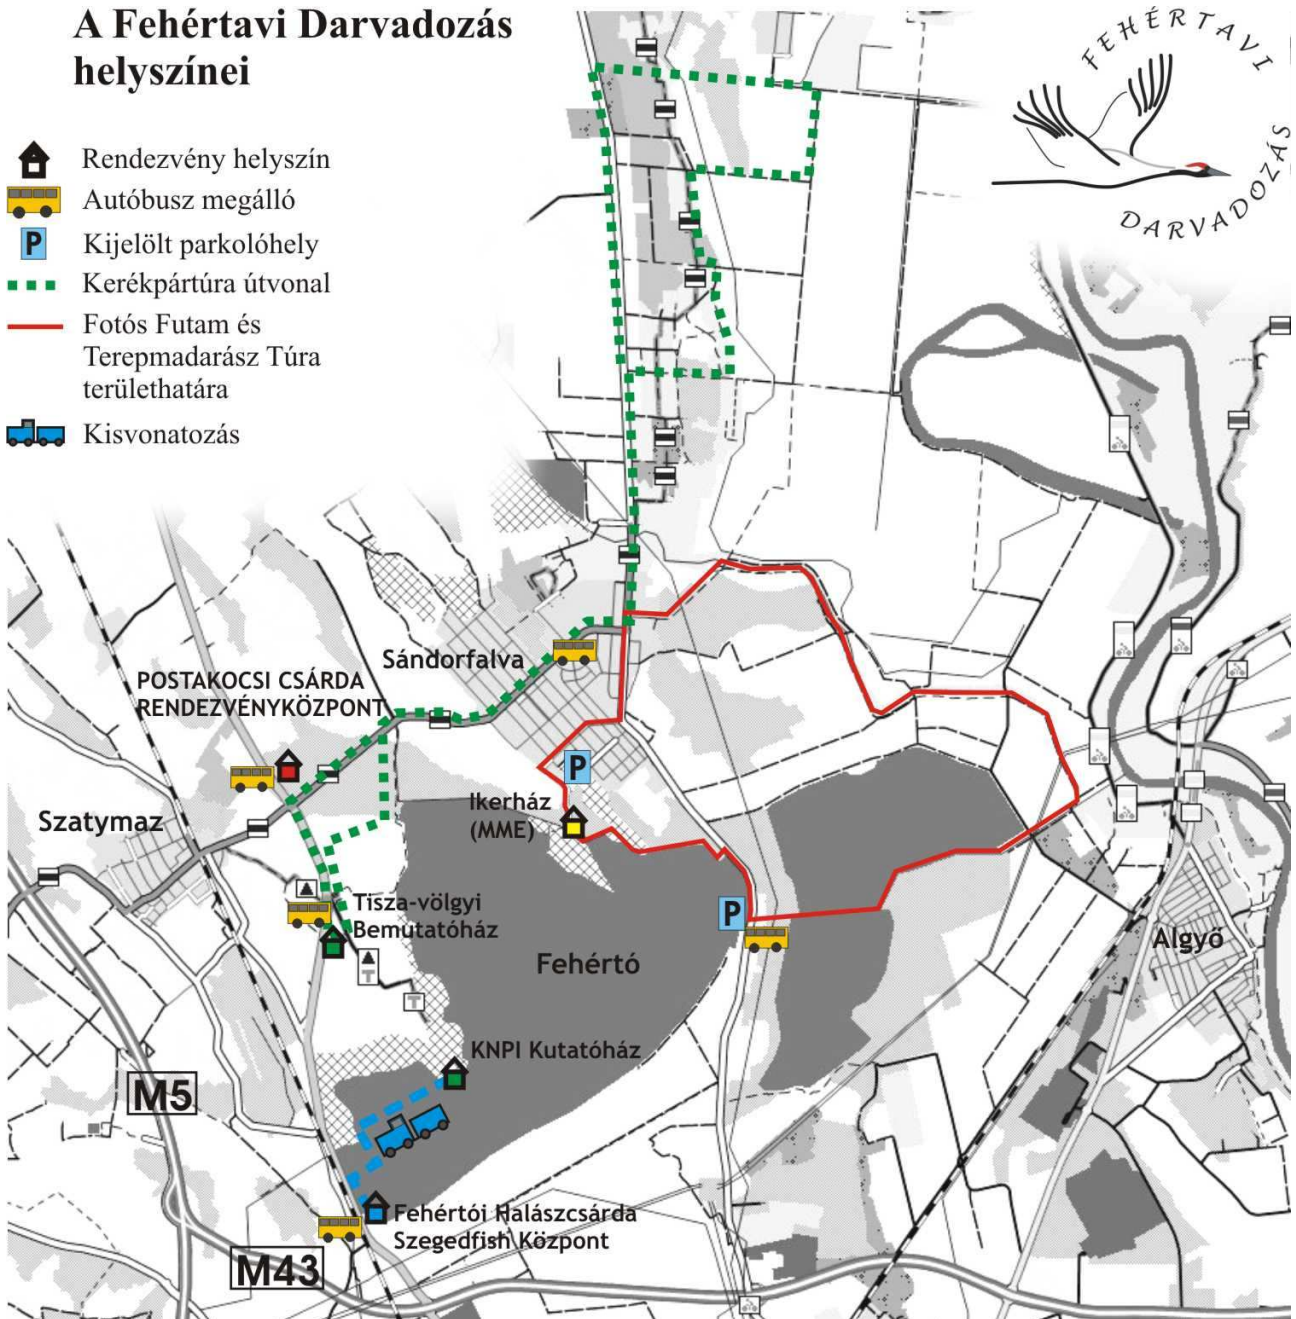 A Fehértavi Darvadozás
helyszínei
Rendezvény helyszín
Autóbusz megálló
P
Kijelölt parkolóhely
Kerékpártúra útvonal
Fotós Futam és
Terepmadarász Túra
területhatára
Kisvonatozás
FEHÉRTAVI
DARVADOZÁS
Sándorfalva
POSTAKOCSI CSÁRDA
RENDEZVÉNYKÖZPONT
P
Ikerház
(MME)
Szatymaz
Tisza-völgyi
Bemutatóház
P
Fehértó
Algyő
KNPI Kutatóház
M5
Fehértói Halászcsárda
Szegedfish Központ
M43